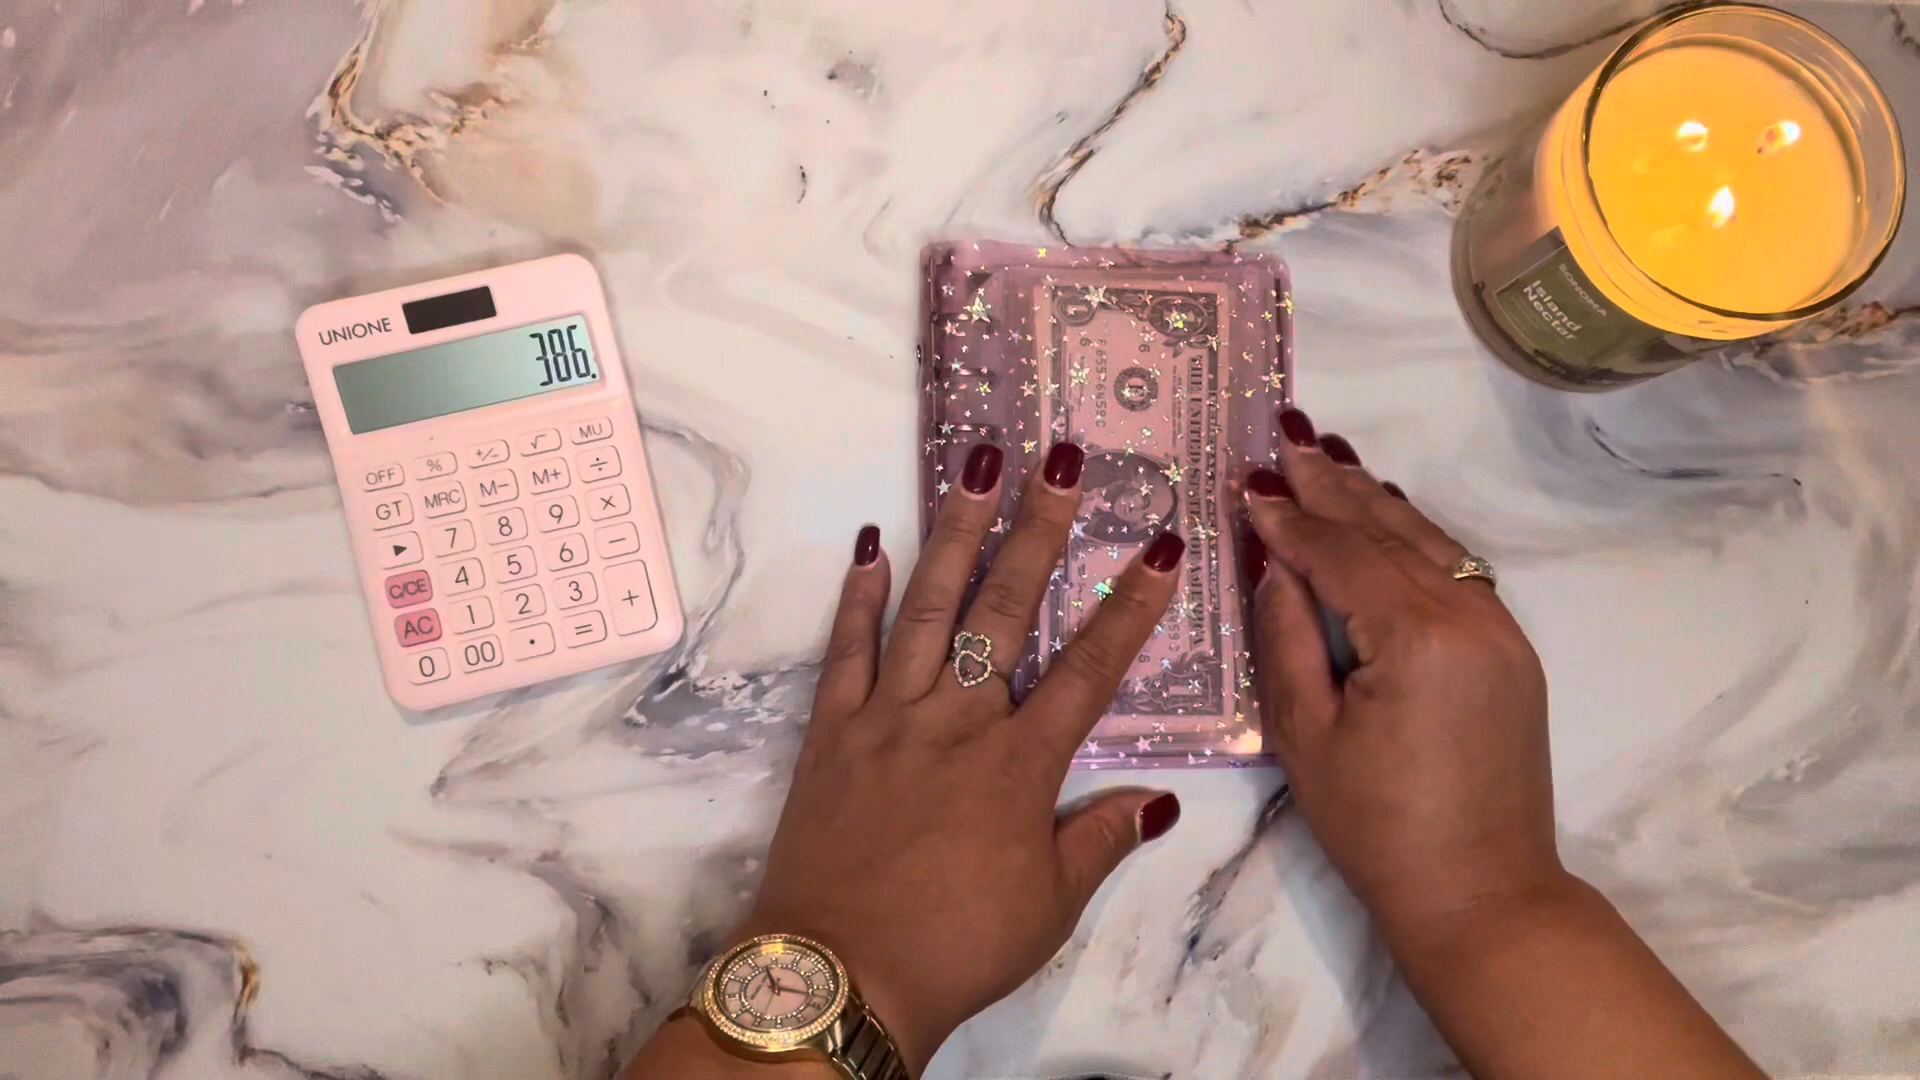 UNIONE
386.
OFF % +/- √ MU
GT MRC M- M+ ÷
▶ 7 8 9 ×
C/CE 4 5 6 −
AC 1 2 3 +
0 00 · =
SONOMA
Island
Nectar
THE UNITED STATES OF AMERICA